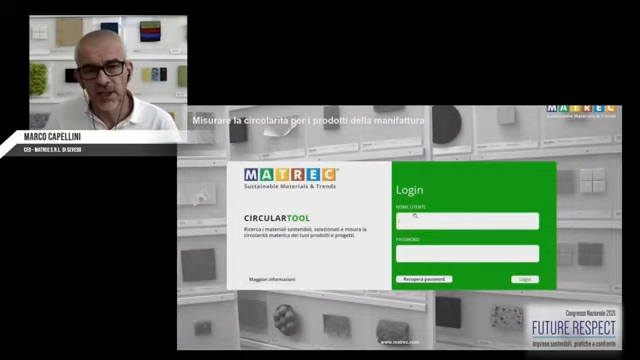 MARCO CAPELLINI
CEO - MATREC S.R.L. DI SEVESO
Misurare la circolarità per i prodotti della manifattura
MATREC
Sustainable Materials & Trends
MATREC®
Sustainable Materials & Trends
CIRCULARTOOL
Ricerca i materiali sostenibili, selezionali e misura la
circolarità materica dei tuoi prodotti e progetti.
Maggiori informazioni
Login
NOME UTENTE
PASSWORD
Recupera password
Login
www.matrec.com
Congresso Nazionale 2021
FUTURE RESPECT
imprese sostenibili, pratiche a confronto